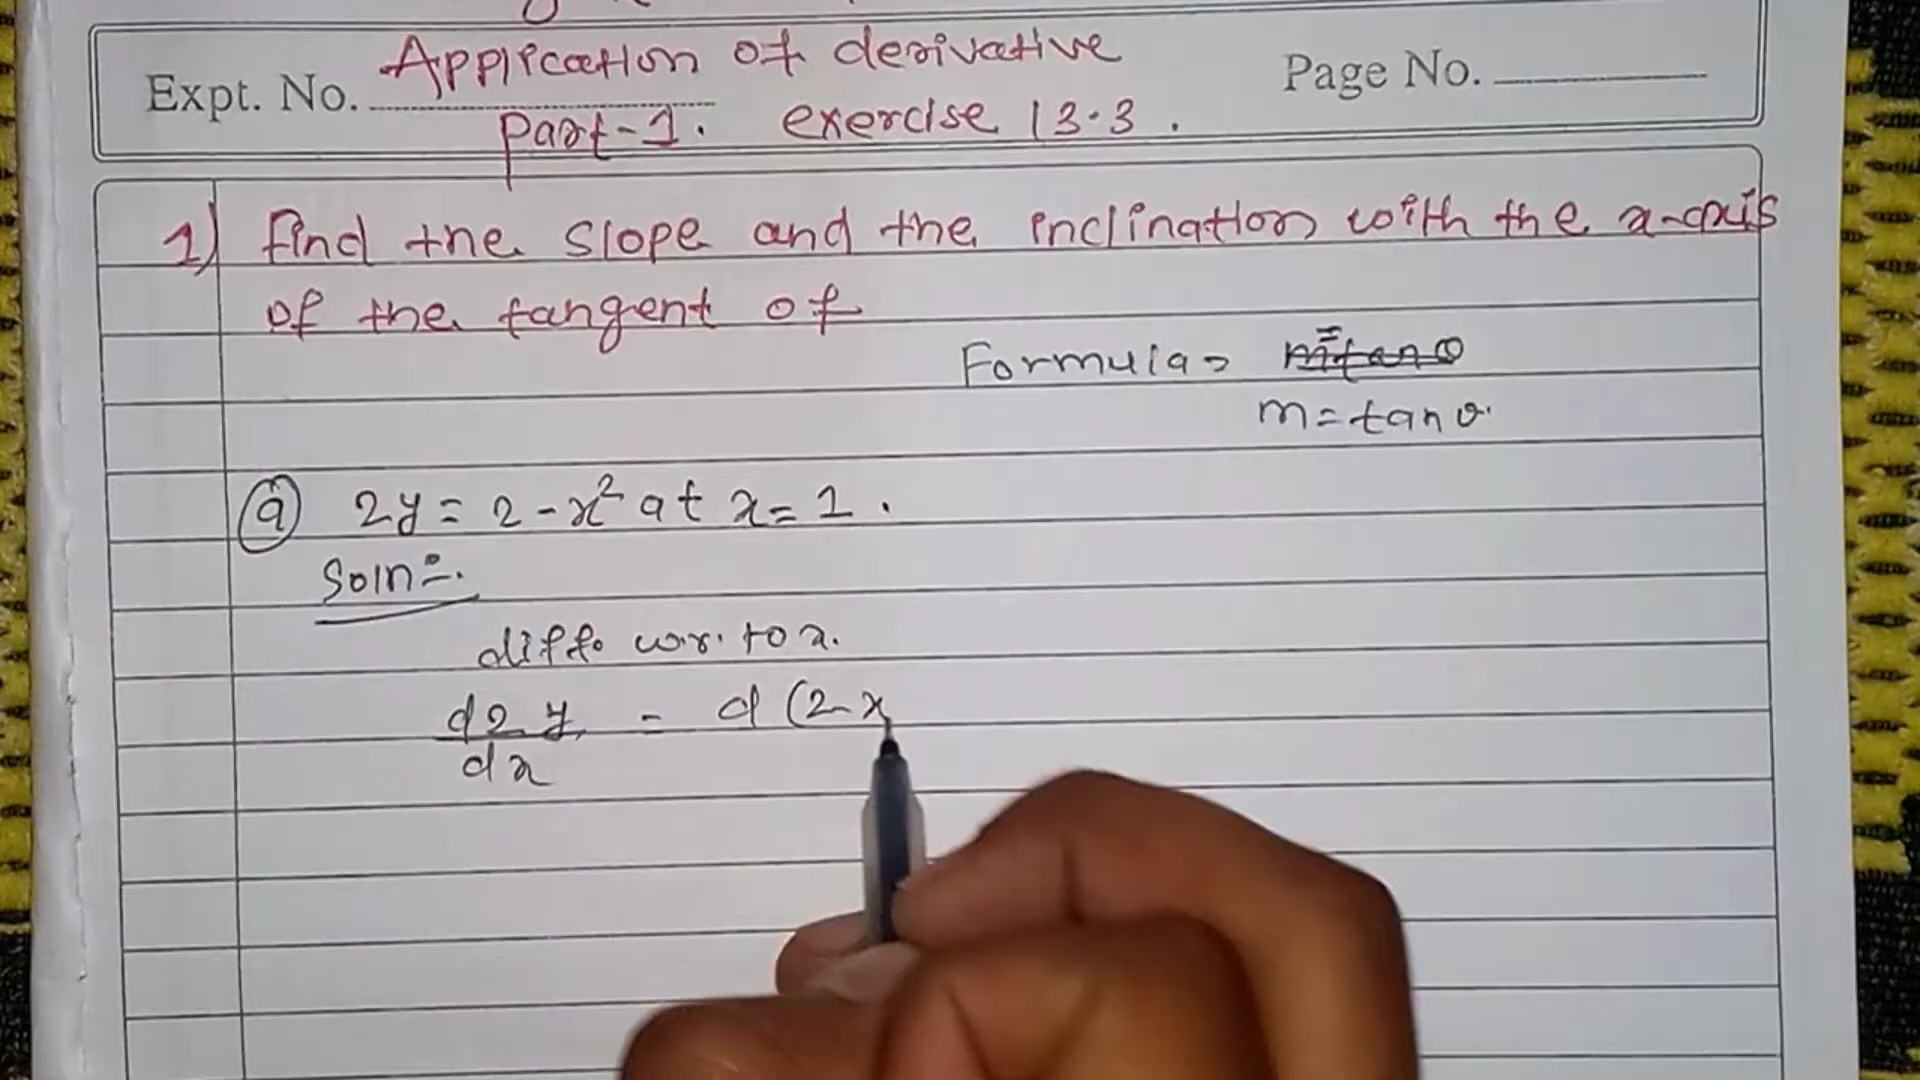 Application of derivative
Expt. No.
Page No.
Part-1. exercise 13.3.
1) Find the slope and the inclination with the x-axis
of the tangent of
Formula = m=tanθ
m=tanθ
(a) 2y = 2-x² at x=1.
Soln:-
diff. w.r. to x.
d2y = d (2-x
dx